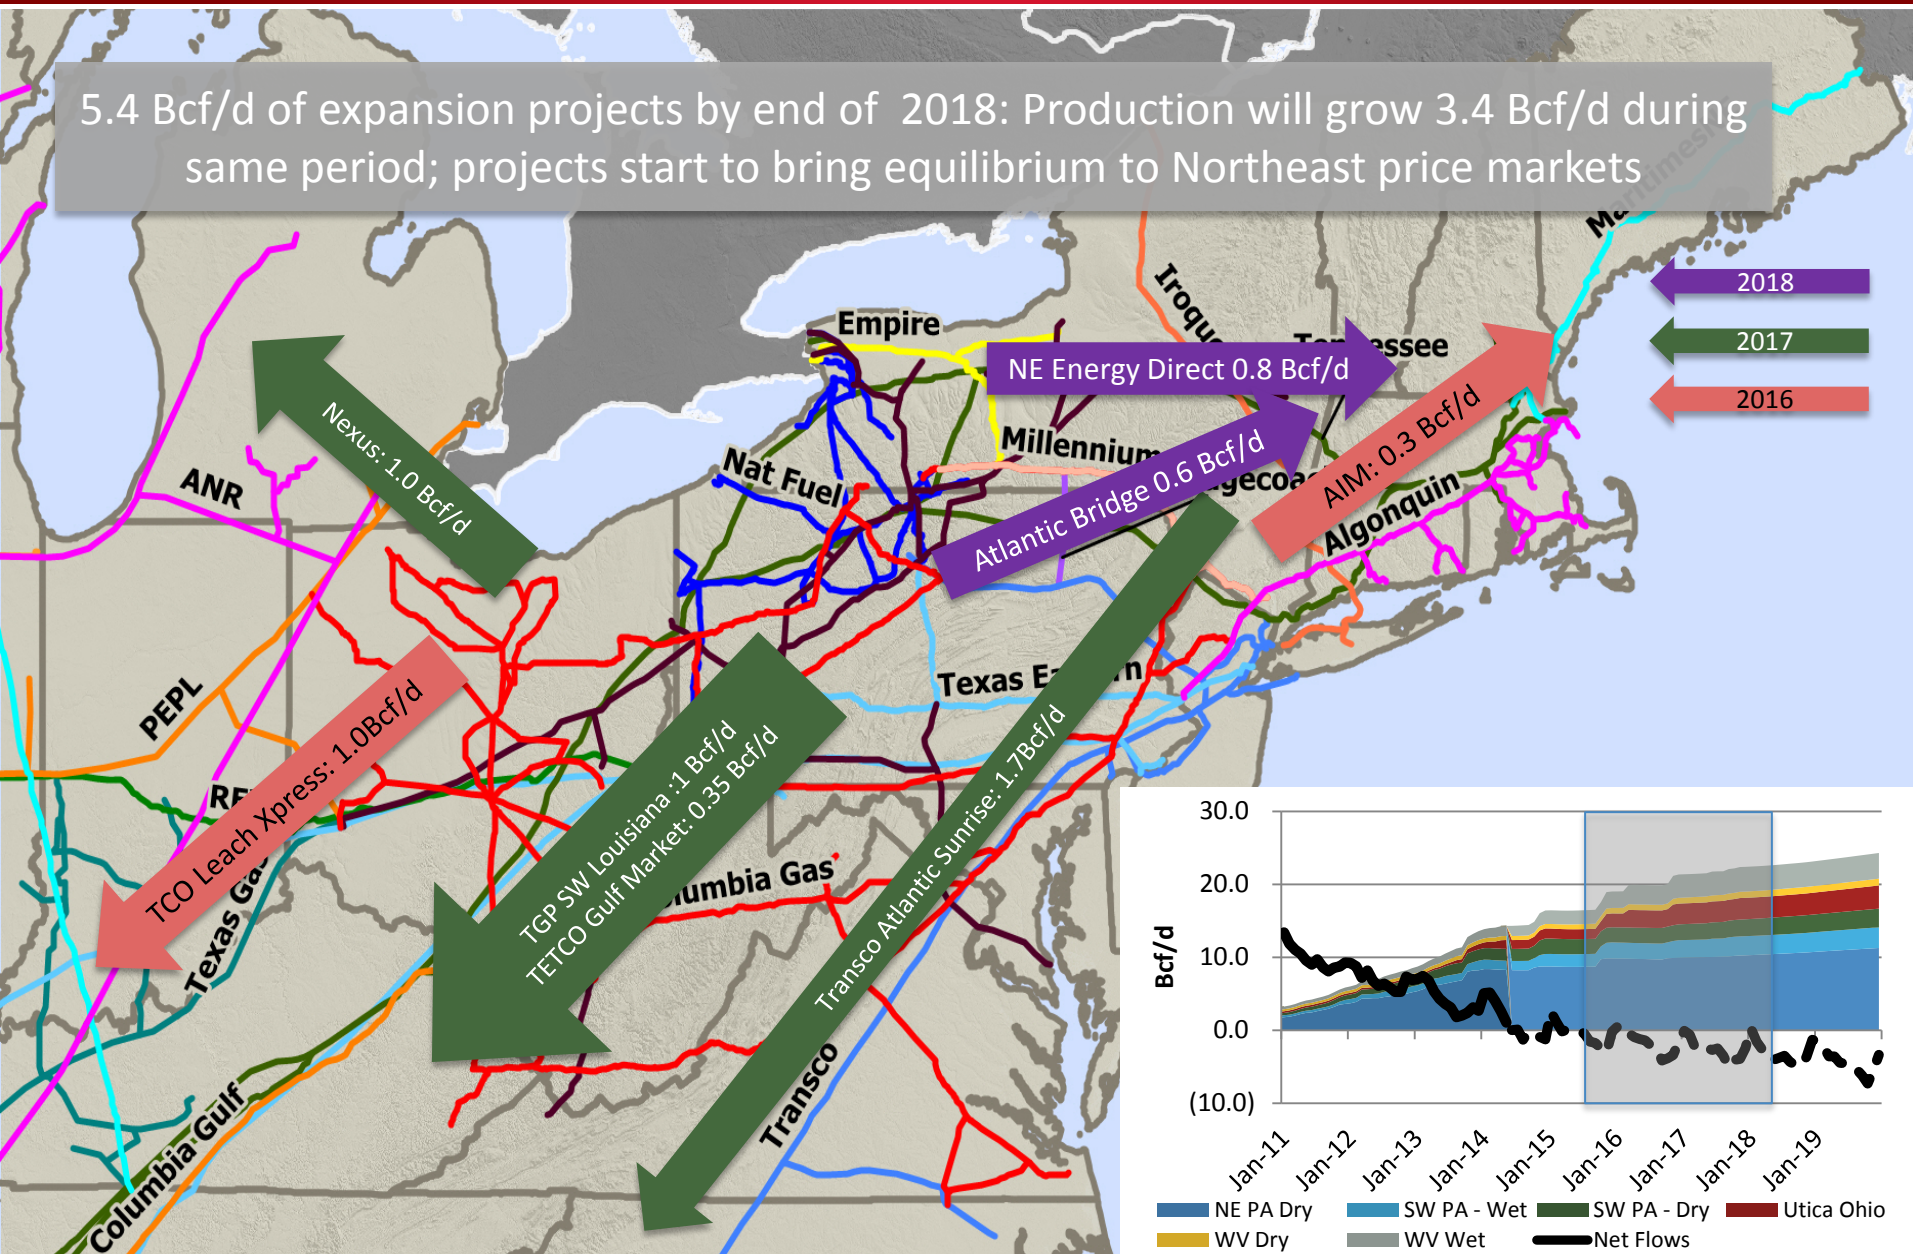 5.4 Bcf/d of expansion projects by end of 2018: Production will grow 3.4 Bcf/d during
same period; projects start to bring equilibrium to Northeast price markets
2018
2017
2016
Empire
NE Energy Direct 0.8 Bcf/d
AIM: 0.3 Bcf/d
Nexus: 1.0 Bcf/d
ANR
Nat Fuel
Millennium
Atlantic Bridge 0.6 Bcf/d
Algonquin
PEPL
TCO Leach Xpress: 1.0Bcf/d
TGP SW Louisiana :1 Bcf/d
TETCO Gulf Market: 0.35 Bcf/d
Transco Atlantic Sunrise: 1.7Bcf/d
Texas
Texas
Gas
Transco
Columbia Gulf
30.0
20.0
10.0
0.0
(10.0)
Bcf/d
Jan-11
Jan-12
Jan-13
Jan-14
Jan-15
Jan-16
Jan-17
Jan-18
Jan-19
NE PA Dry
SW PA - Wet
SW PA - Dry
Utica Ohio
WV Dry
WV Wet
Net Flows